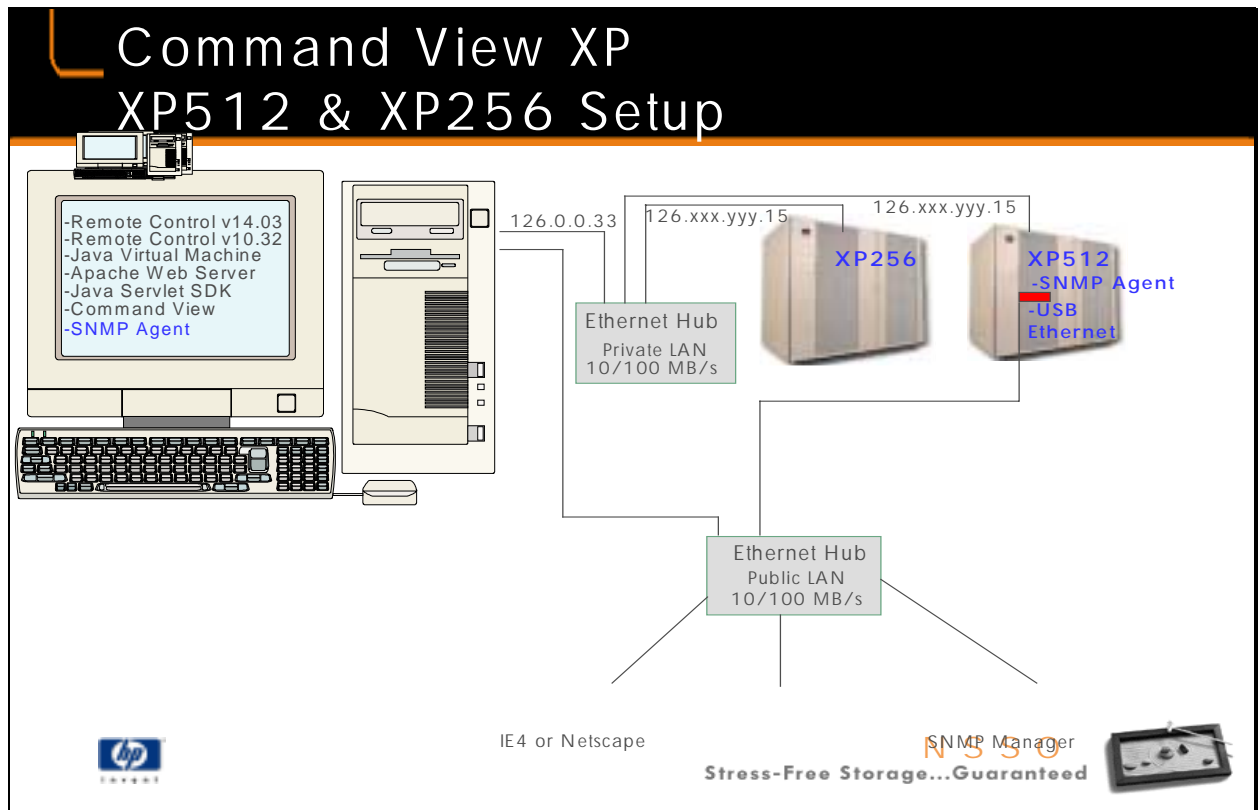 Command View XP
XP512 & XP256 Setup
-Remote Control v14.03
-Remote Control v10.32
-Java Virtual Machine
-Apache Web Server
-Java Servlet SDK
-Command View
-SNMP Agent
126.0.0.33
126.xxx.yyy.15
126.xxx.yyy.15
XP256
XP512
-SNMP Agent
-USB
Ethernet
Ethernet Hub
Private LAN
10/100 MB/s
Ethernet Hub
Public LAN
10/100 MB/s
IE4 or Netscape
SNMP Manager
NSSO
Stress-Free Storage...Guaranteed
hp
invent